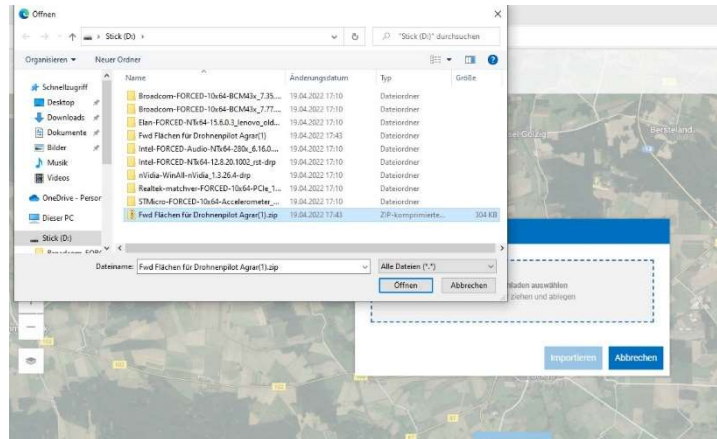 Öffnen
Stick (D:)
"Stick (D:)" durchsuchen
Organisieren
Neuer Ordner
Name Änderungsdatum Typ Größe
Schnellzugriff
Desktop
Downloads
Dokumente
Bilder
Musik
Videos
OneDrive - Person
Dieser PC
Stick (D:)
Broadcom-FORCED-10x64-BCM43x_7.35.... 19.04.2022 17:10 Dateiordner
Broadcom-FORCED-10x64-BCM43x_7.77.... 19.04.2022 17:10 Dateiordner
Elan-FORCED-NTx64-15.6.0.3_lenovo_old... 19.04.2022 17:10 Dateiordner
Fwd Flächen für Drohnenpilot Agrar(1) 19.04.2022 17:43 Dateiordner
Intel-FORCED-Audio-NTx64-280x_6.16.0.... 19.04.2022 17:10 Dateiordner
Intel-FORCED-NTx64-12.8.20.1002_rst-drp 19.04.2022 17:10 Dateiordner
nVidia-WinAll-nVidia_1.3.26.4-drp 19.04.2022 17:10 Dateiordner
Realtek-matchver-FORCED-10x64-PCIe_1... 19.04.2022 17:10 Dateiordner
STMicro-FORCED-10x64-Accelerometer_... 19.04.2022 17:10 Dateiordner
Fwd Flächen für Drohnenpilot Agrar(1).zip 19.04.2022 17:43 ZIP-komprimierte... 304 KB
Dateiname: Fwd Flächen für Drohnenpilot Agrar(1).zip
Alle Dateien (*.*)
Öffnen Abbrechen
Bersteland
hladen auswählen
ziehen und ablegen
Importieren Abbrechen